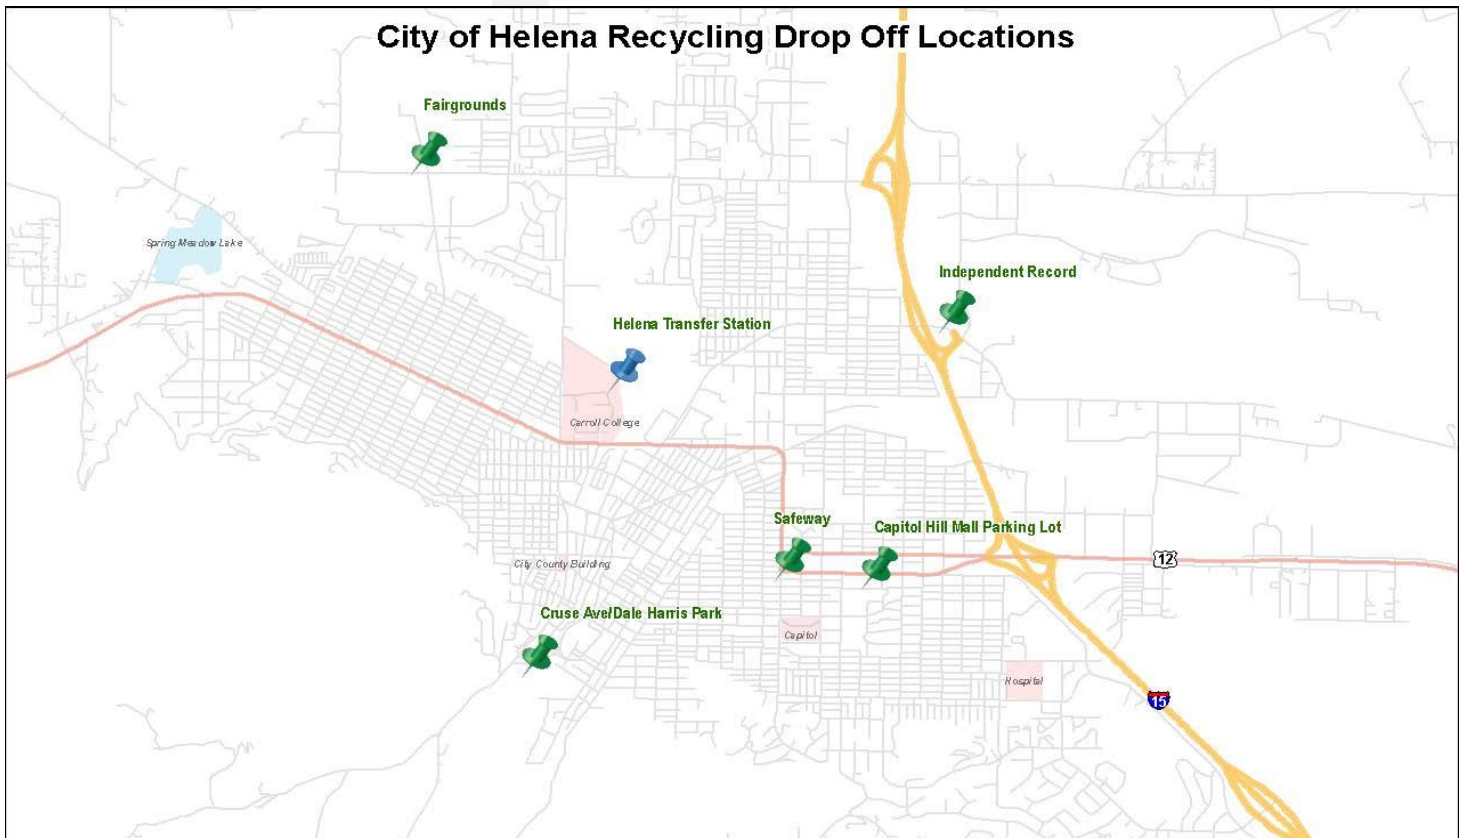 City of Helena Recycling Drop Off Locations
Fairgrounds
Spring Meadow Lake
Independent Record
Helena Transfer Station
Carroll College
Safeway
Capitol Hill Mall Parking Lot
12
City County Building
Cruse Ave/Dale Harris Park
Capitol
Hospital
15